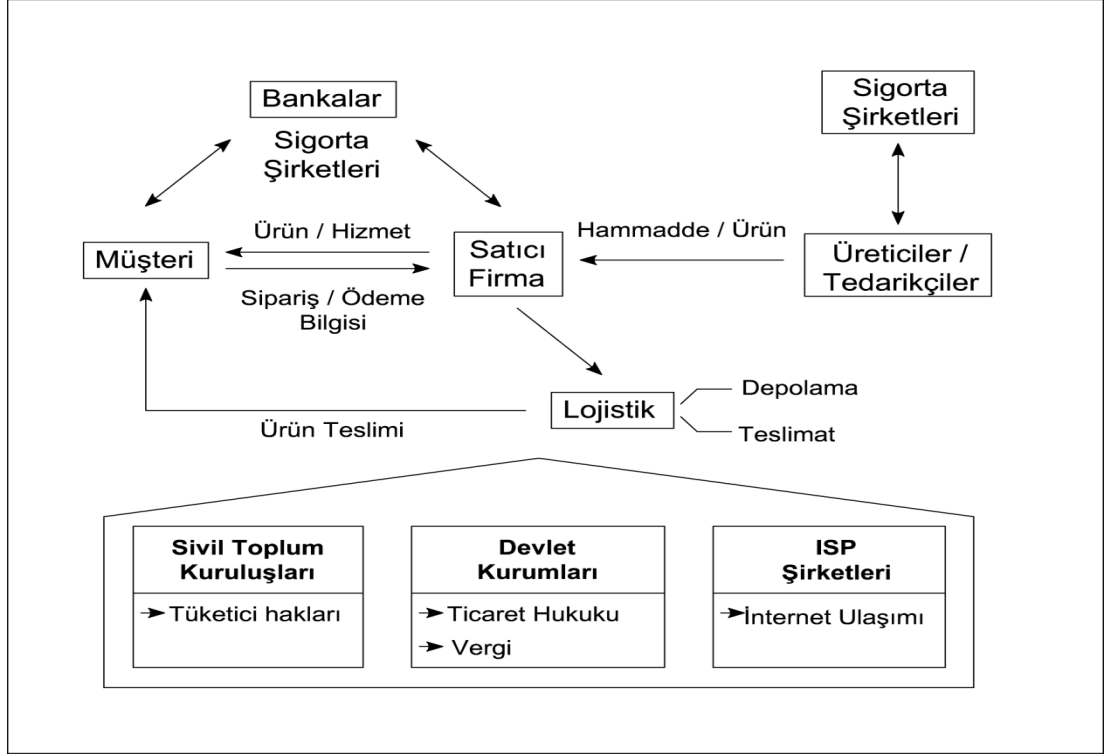 Bankalar
Sigorta
Şirketleri
Sigorta
Şirketleri
Ürün / Hizmet
Hammadde / Ürün
Müşteri
Satıcı
Firma
Üreticiler /
Tedarikçiler
Sipariş / Ödeme
Bilgisi
Depolama
Lojistik
Ürün Teslimi
Teslimat
Sivil Toplum
Kuruluşları
Tüketici hakları
Devlet
Kurumları
Ticaret Hukuku
Vergi
ISP
Şirketleri
İnternet Ulaşımı